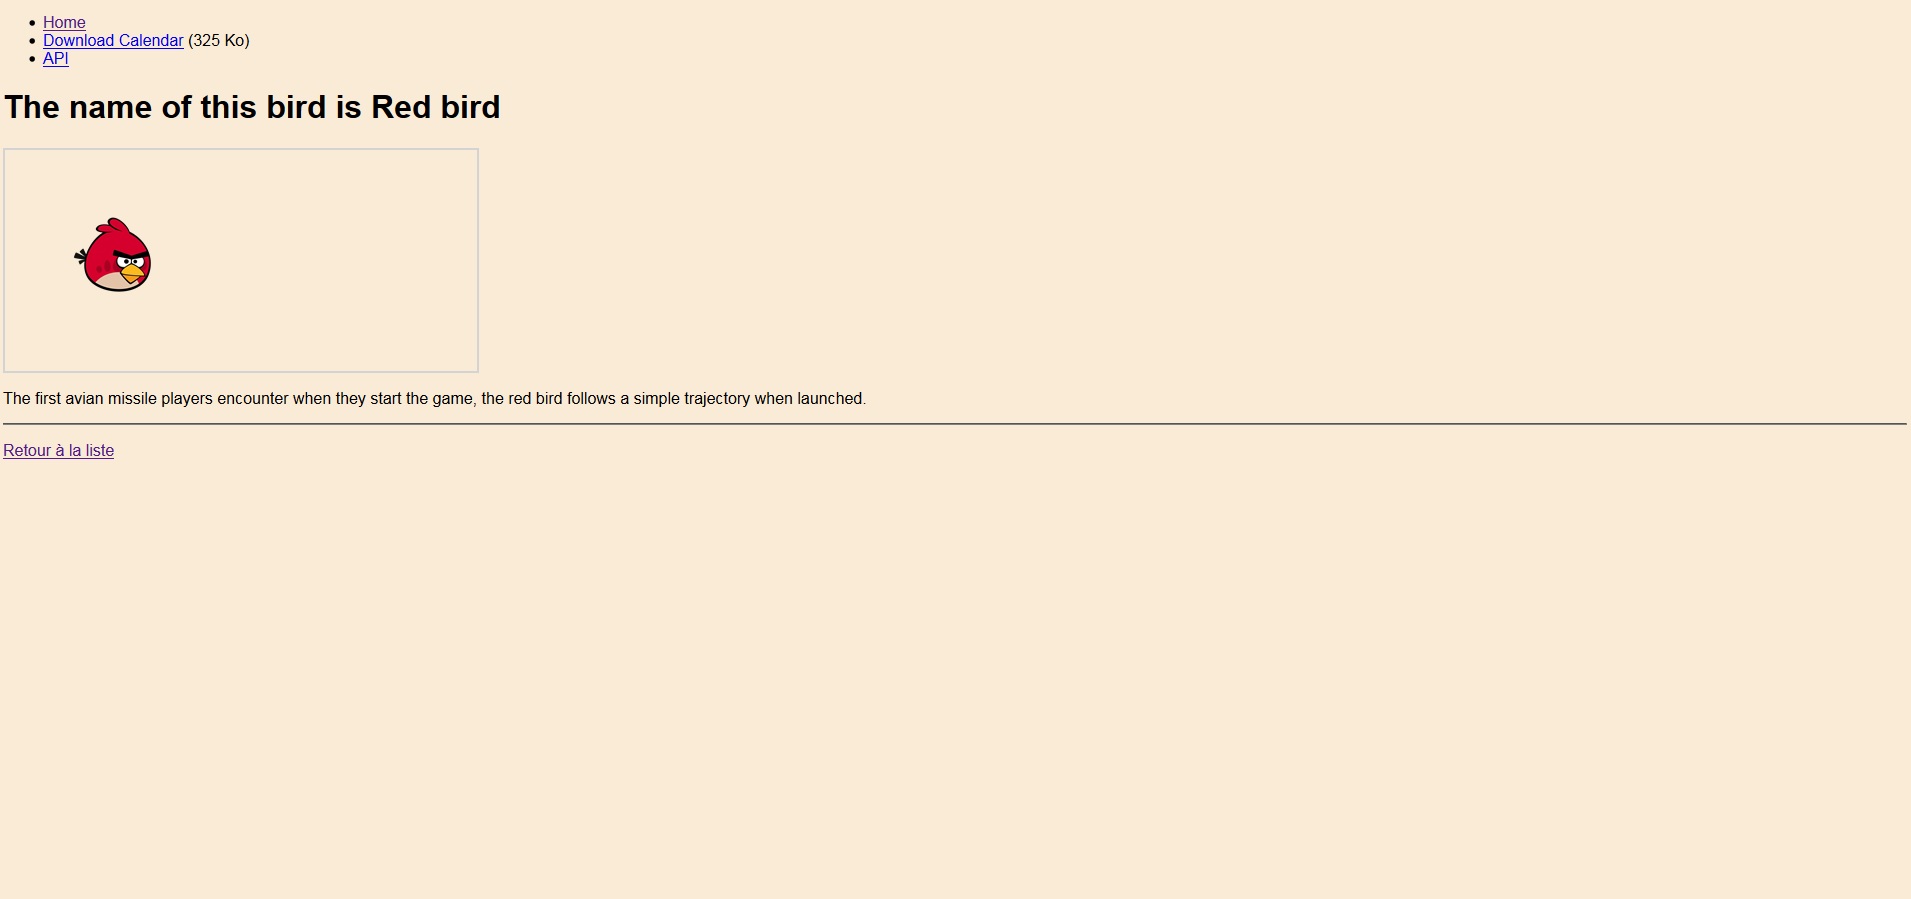 Home
Download Calendar (325 Ko)
API
The name of this bird is Red bird
The first avian missile players encounter when they start the game, the red bird follows a simple trajectory when launched.
Retour à la liste